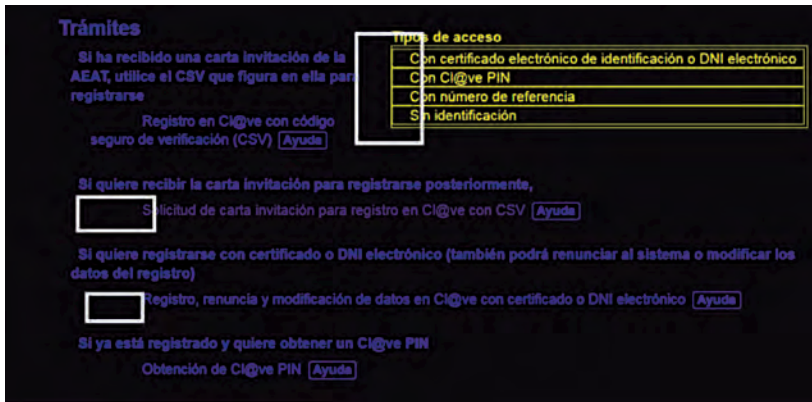 Trámites
Tipos de acceso
Con certificado electrónico de identificación o DNI electrónico
Con Cl@ve PIN
Con número de referencia
Sin identificación
Si ha recibido una carta invitación de la
AEAT, utilice el CSV que figura en ella para
registrarse
Registro en Cl@ve con código
seguro de verificación (CSV) Ayuda
Si quiere recibir la carta invitación para registrarse posteriormente,
Solicitud de carta invitación para registro en Cl@ve con CSV Ayuda
Si quiere registrarse con certificado o DNI electrónico (también podrá renunciar al sistema o modificar los
datos del registro)
Registro, renuncia y modificación de datos en Cl@ve con certificado o DNI electrónico Ayuda
Si ya está registrado y quiere obtener un Cl@ve PIN
Obtención de Cl@ve PIN Ayuda